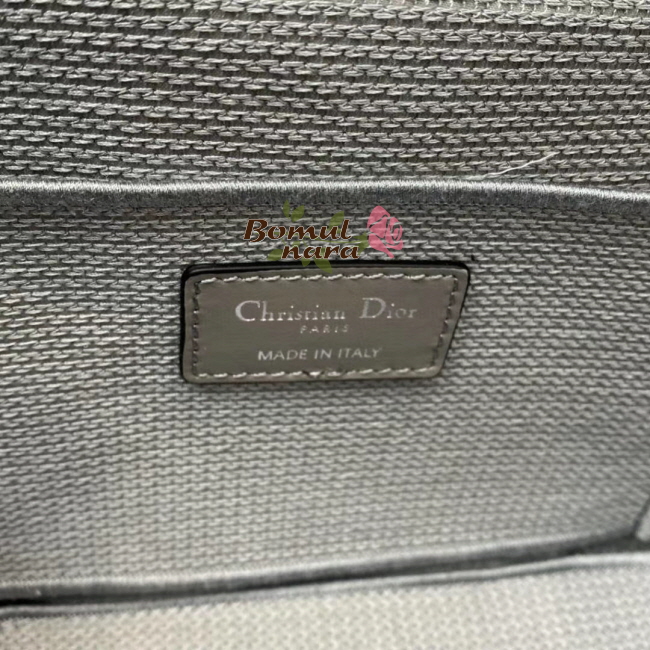 Bomul
nara
Christian Dior
PARIS
MADE IN ITALY